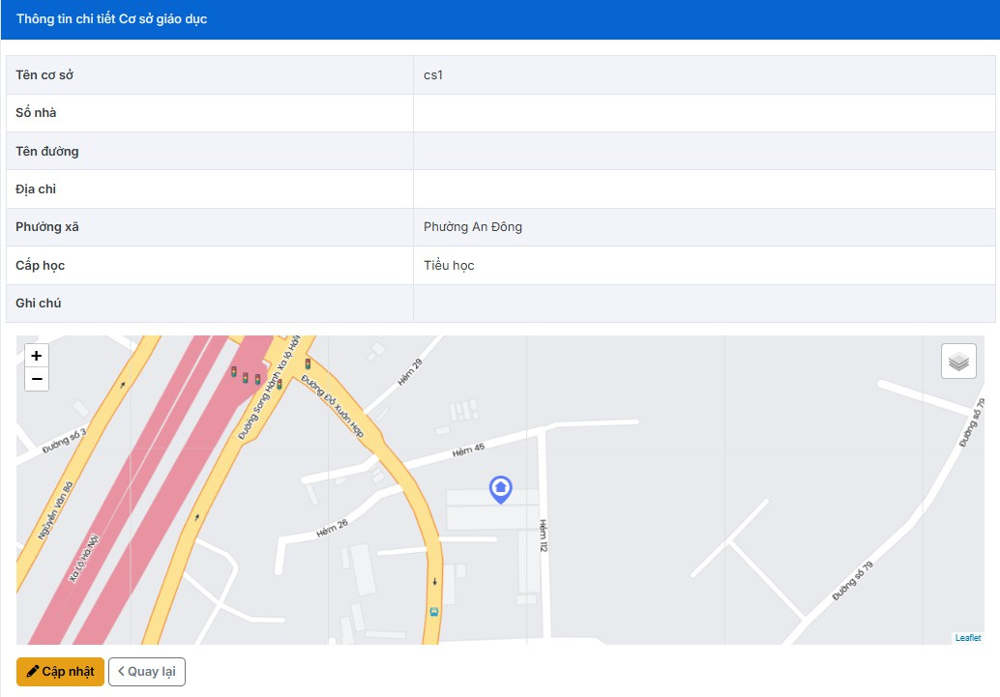 Thông tin chi tiết Cơ sở giáo dục
Tên cơ sở cs1
Số nhà
Tên đường
Địa chỉ
Phường xã Phường An Đông
Cấp học Tiểu học
Ghi chú
+
−
Đường Song Hành Xa lộ Hà Nội
Đường Đỗ Xuân Hợp
Hẻm 29
Đường số 79
Đường số 3
Hẻm 45
Nguyễn Văn Bá
Hẻm 26
Hẻm 112
Xa Lộ Hà Nội
Đường số 79
Leaflet
Cập nhật
Quay lại